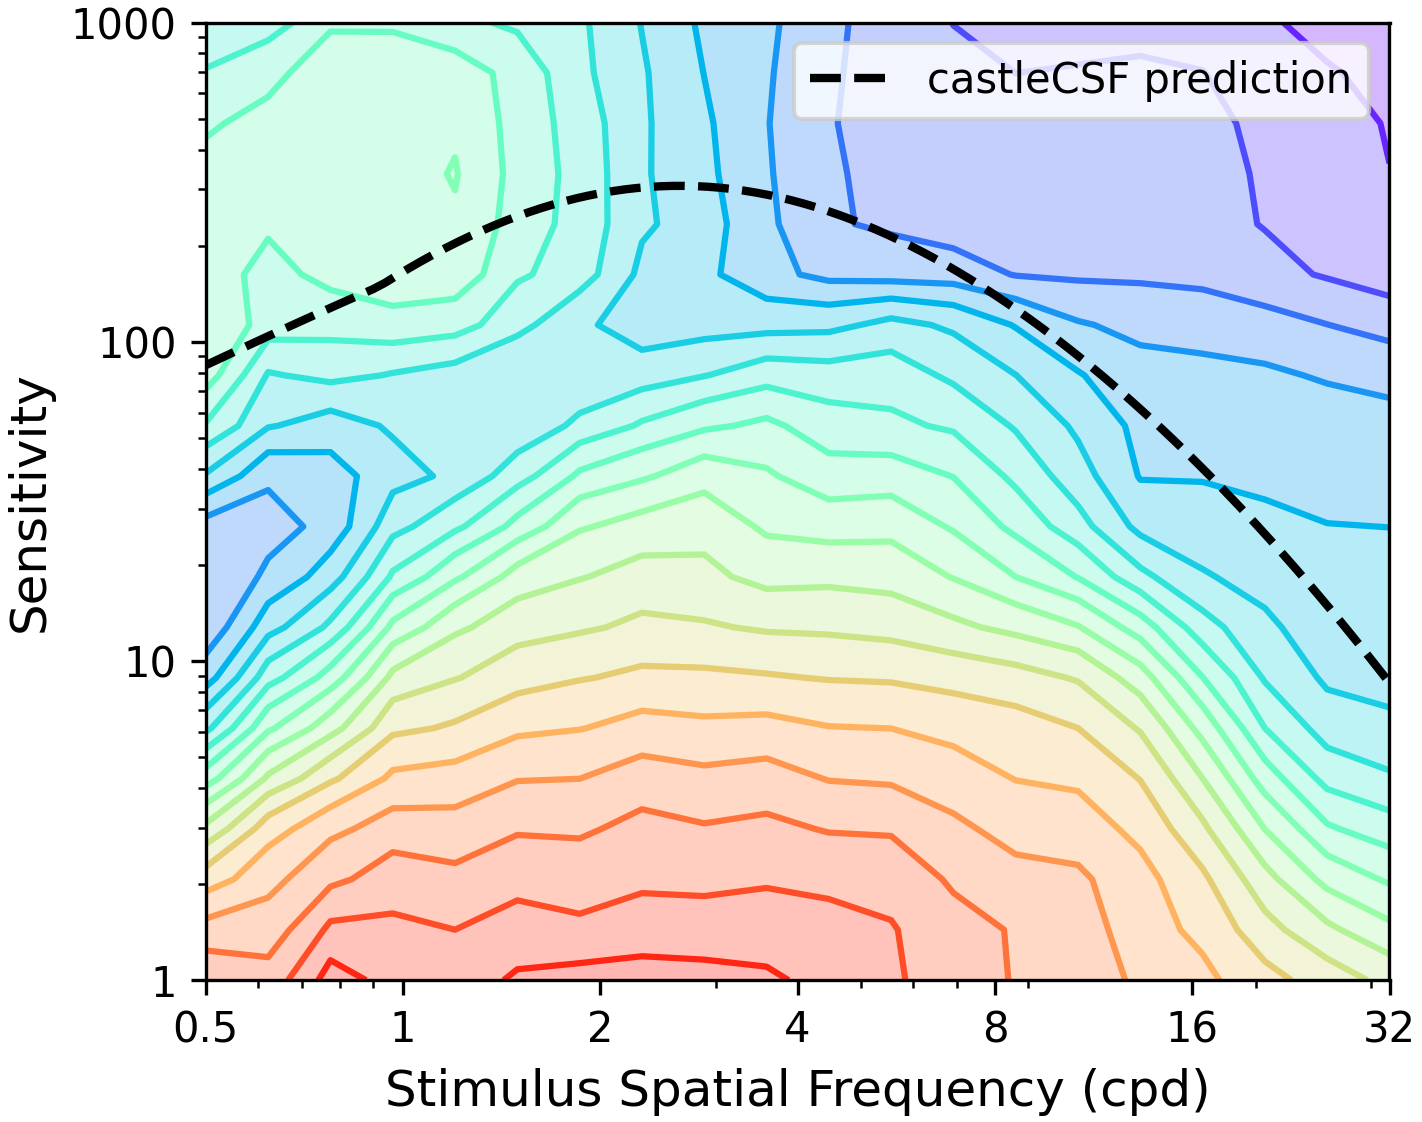 1000
100
10
1
Sensitivity
castleCSF prediction
0.5 1 2 4 8 16 32
Stimulus Spatial Frequency (cpd)